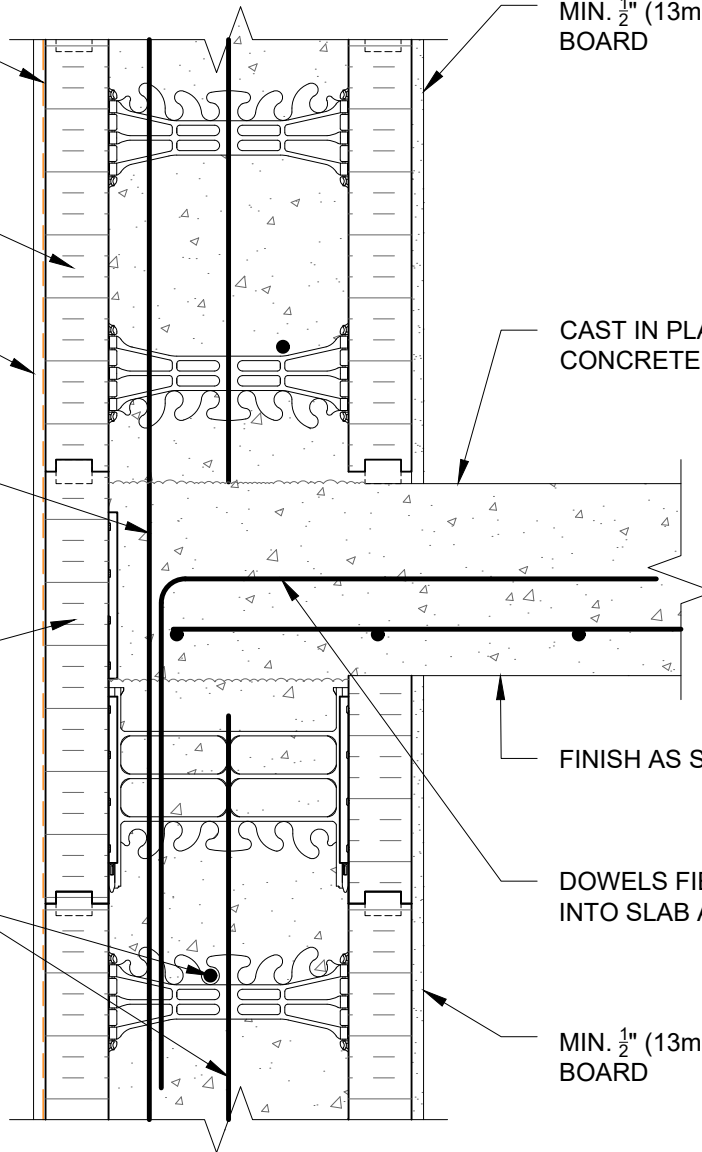 MIN. ½" (13m
BOARD
CAST IN PLA
CONCRETE
FINISH AS S
DOWELS FIE
INTO SLAB A
MIN. ½" (13m
BOARD